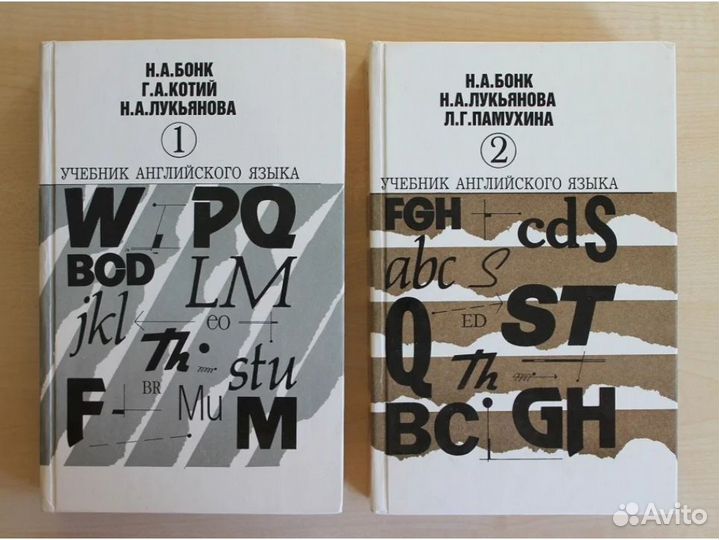 Н.А.БОНК
Г.А.КОТИЙ
Н.А.ЛУКЬЯНОВА
1
УЧЕБНИК АНГЛИЙСКОГО ЯЗЫКА
W, PQ
BCD
LM
jkl
eo
Th
stu
F
BR
Mu
M
Н.А.БОНК
Н.А.ЛУКЬЯНОВА
Л.Г.ПАМУХИНА
2
УЧЕБНИК АНГЛИЙСКОГО ЯЗЫКА
FGH
cdS
abc
S
Q
ED
ST
Th
BC
GH
Avito